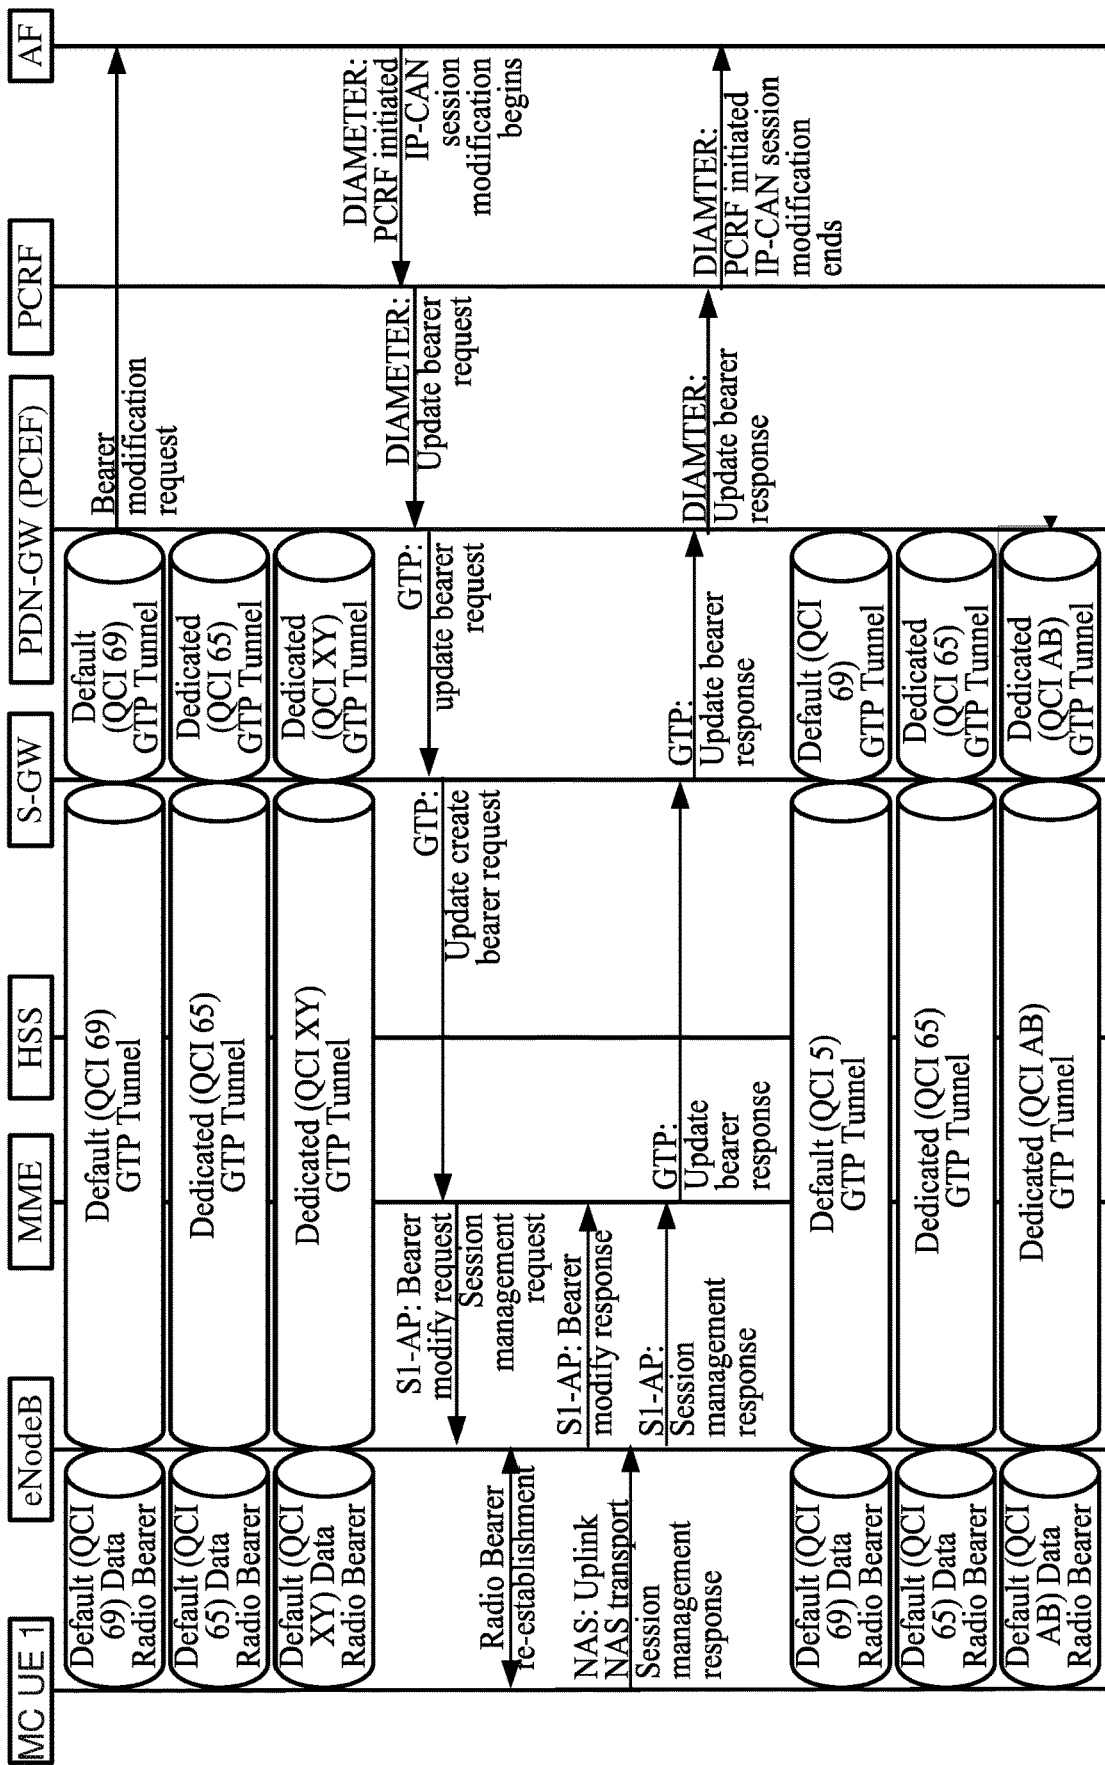 MC UE 1
eNodeB
MME
HSS
S-GW
PDN-GW (PCEF)
PCRF
AF
Default (QCI
69) Data
Radio Bearer
Default (QCI 69)
GTP Tunnel
Default
(QCI 69)
GTP Tunnel
Bearer
modification
request
Default (QCI
65) Data
Radio Bearer
Dedicated (QCI 65)
GTP Tunnel
Dedicated
(QCI 65)
GTP Tunnel
Default (QCI
XY) Data
Radio Bearer
Dedicated (QCI XY)
GTP Tunnel
Dedicated
(QCI XY)
GTP Tunnel
DIAMETER:
PCRF initiated
IP-CAN
session
modification
begins
DIAMETER:
Update bearer
request
GTP:
update bearer
request
GTP:
Update create
bearer request
S1-AP: Bearer
modify request
Session
management
request
Radio Bearer
re-establishment
S1-AP: Bearer
modify response
NAS: Uplink
NAS transport
Session
management
response
S1-AP:
Session
management
response
GTP:
Update
bearer
response
GTP:
Update bearer
response
DIAMTER:
Update bearer
response
DIAMTER:
PCRF initiated
IP-CAN session
modification
ends
Default (QCI
69) Data
Radio Bearer
Default (QCI 5)
GTP Tunnel
Default (QCI
69)
GTP Tunnel
Default (QCI
65) Data
Radio Bearer
Dedicated (QCI 65)
GTP Tunnel
Dedicated
(QCI 65)
GTP Tunnel
Default (QCI
AB) Data
Radio Bearer
Dedicated (QCI AB)
GTP Tunnel
Dedicated
(QCI AB)
GTP Tunnel